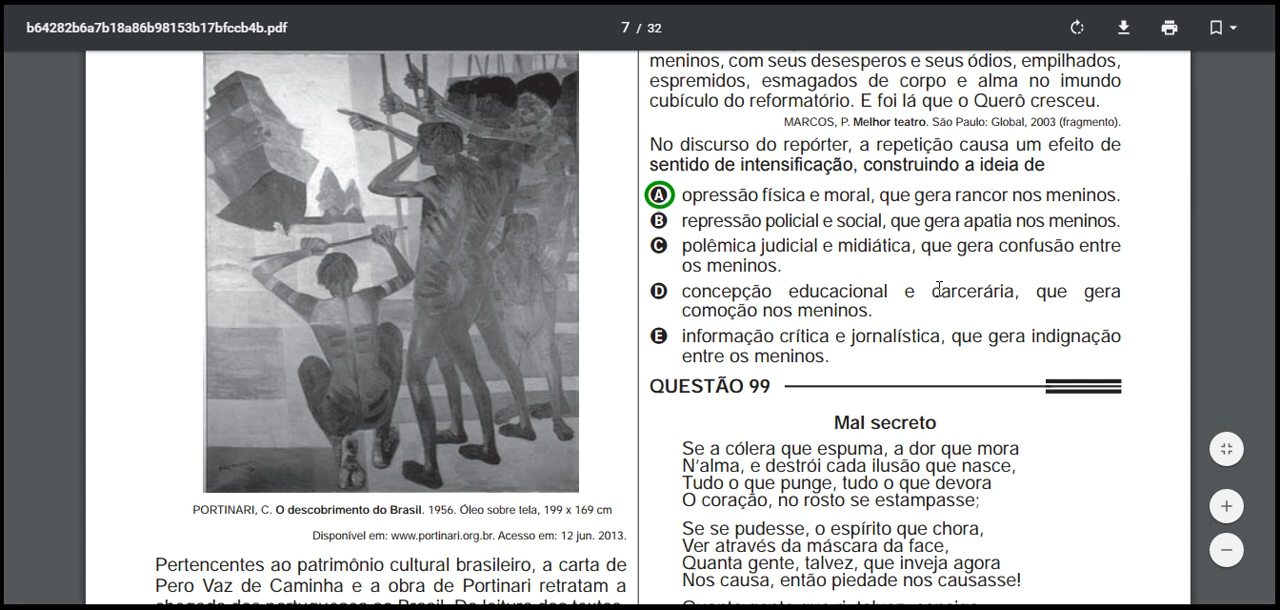 b64282b6a7b18a86b98153b17bfccb4b.pdf
7 / 32
PORTINARI, C. O descobrimento do Brasil. 1956. Óleo sobre tela, 199 x 169 cm
Disponível em: www.portinari.org.br. Acesso em: 12 jun. 2013.
Pertencentes ao patrimônio cultural brasileiro, a carta de
Pero Vaz de Caminha e a obra de Portinari retratam a
chegada dos portugueses ao Brasil. Da leitura dos textos
meninos, com seus desesperos e seus ódios, empilhados,
espremidos, esmagados de corpo e alma no imundo
cubículo do reformatório. E foi lá que o Querô cresceu.
MARCOS, P. Melhor teatro. São Paulo: Global, 2003 (fragmento).
No discurso do repórter, a repetição causa um efeito de
sentido de intensificação, construindo a ideia de
A opressão física e moral, que gera rancor nos meninos.
B repressão policial e social, que gera apatia nos meninos.
C polêmica judicial e midiática, que gera confusão entre
os meninos.
D concepção educacional e carcerária, que gera
comoção nos meninos.
E informação crítica e jornalística, que gera indignação
entre os meninos.
QUESTÃO 99
Mal secreto
Se a cólera que espuma, a dor que mora
N'alma, e destrói cada ilusão que nasce,
Tudo o que punge, tudo o que devora
O coração, no rosto se estampasse;
Se se pudesse, o espírito que chora,
Ver através da máscara da face,
Quanta gente, talvez, que inveja agora
Nos causa, então piedade nos causasse!